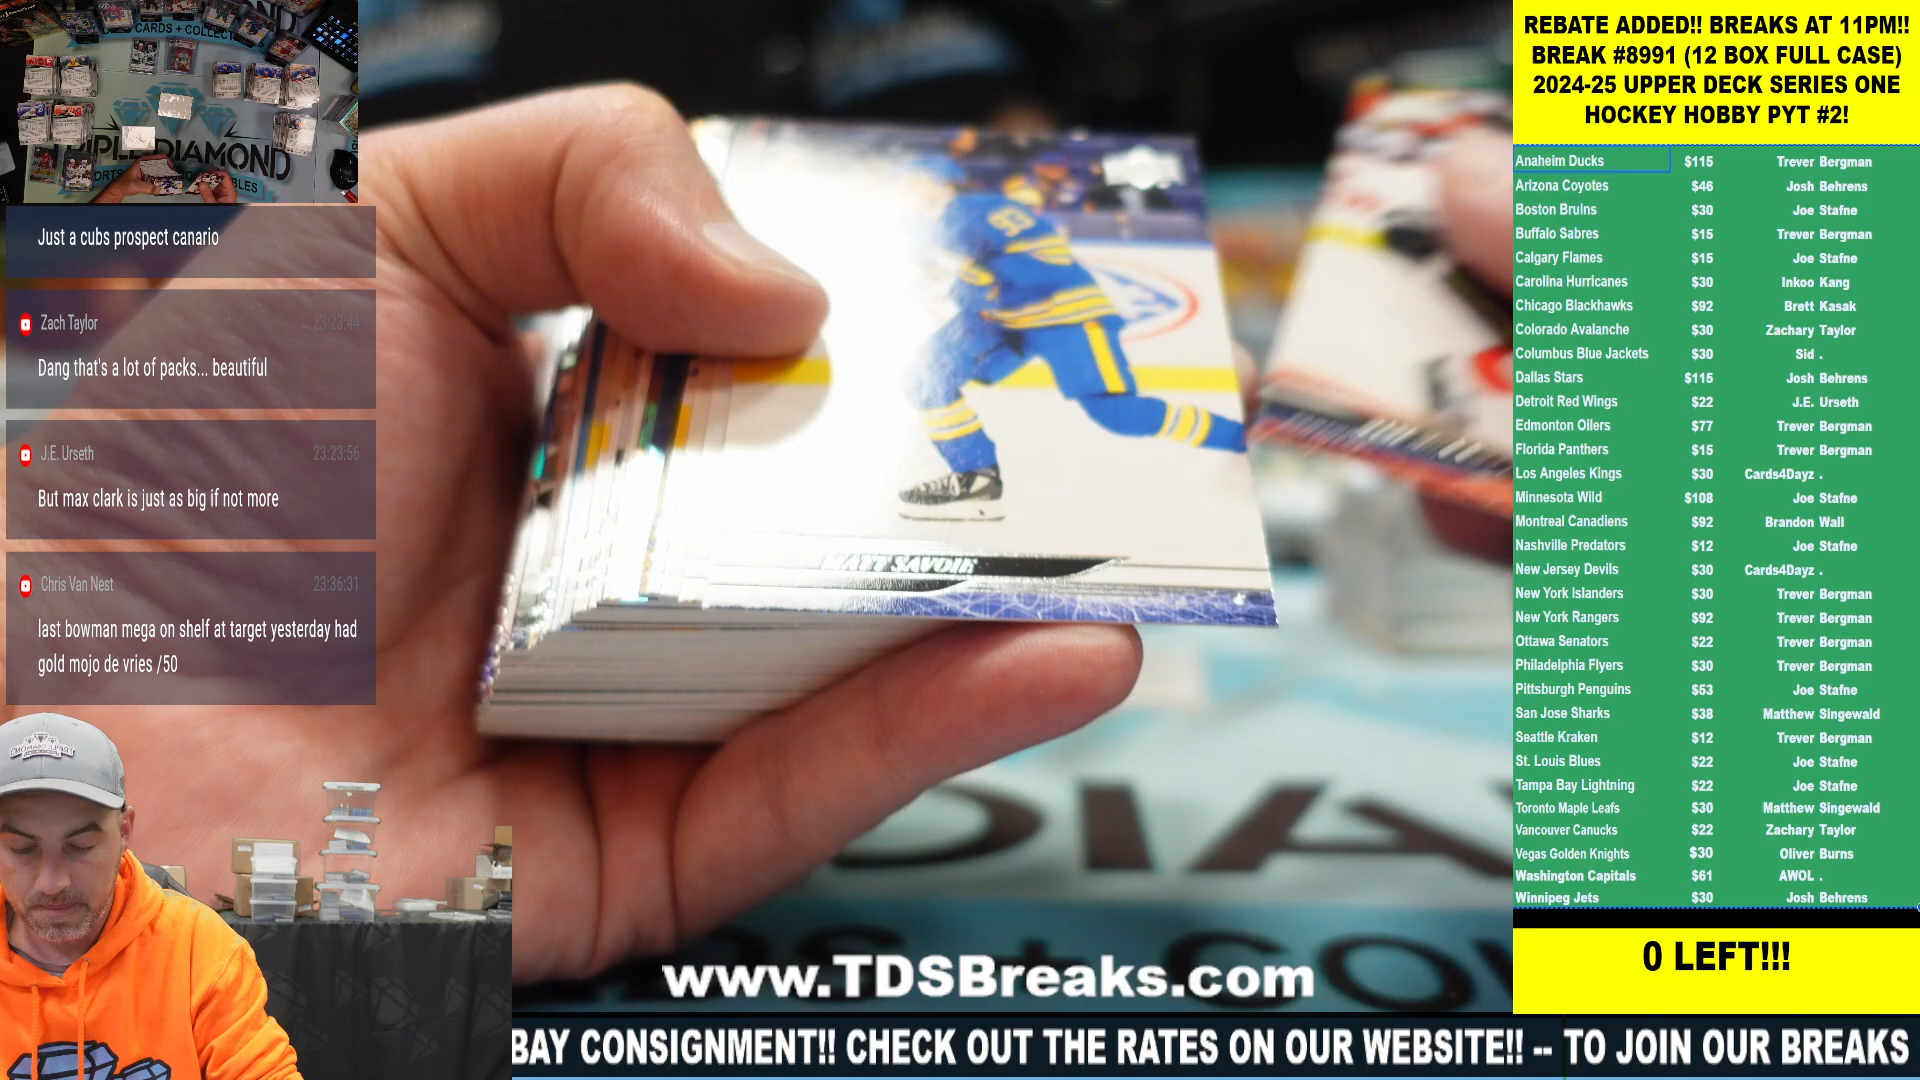 CARDS + COLLECT
IPLE DIAMOND
Just a cubs prospect canario
Zach Taylor 23:23:44
Dang that's a lot of packs... beautiful
J.E. Urseth 23:23:56
But max clark is just as big if not more
Chris Van Nest 23:36:31
last bowman mega on shelf at target yesterday had
gold mojo de vries /50
MATT SAVOIE
DIA
www.TDSBreaks.com
REBATE ADDED!! BREAKS AT 11PM!!
BREAK #8991 (12 BOX FULL CASE)
2024-25 UPPER DECK SERIES ONE
HOCKEY HOBBY PYT #2!
Anaheim Ducks $115 Trever Bergman
Arizona Coyotes $46 Josh Behrens
Boston Bruins $30 Joe Stafne
Buffalo Sabres $15 Trever Bergman
Calgary Flames $15 Joe Stafne
Carolina Hurricanes $30 Inkoo Kang
Chicago Blackhawks $92 Brett Kasak
Colorado Avalanche $30 Zachary Taylor
Columbus Blue Jackets $30 Sid .
Dallas Stars $115 Josh Behrens
Detroit Red Wings $22 J.E. Urseth
Edmonton Oilers $77 Trever Bergman
Florida Panthers $15 Trever Bergman
Los Angeles Kings $30 Cards4Dayz .
Minnesota Wild $108 Joe Stafne
Montreal Canadiens $92 Brandon Wall
Nashville Predators $12 Joe Stafne
New Jersey Devils $30 Cards4Dayz .
New York Islanders $30 Trever Bergman
New York Rangers $92 Trever Bergman
Ottawa Senators $22 Trever Bergman
Philadelphia Flyers $30 Trever Bergman
Pittsburgh Penguins $53 Joe Stafne
San Jose Sharks $38 Matthew Singewald
Seattle Kraken $12 Trever Bergman
St. Louis Blues $22 Joe Stafne
Tampa Bay Lightning $22 Joe Stafne
Toronto Maple Leafs $30 Matthew Singewald
Vancouver Canucks $22 Zachary Taylor
Vegas Golden Knights $30 Oliver Burns
Washington Capitals $61 AWOL .
Winnipeg Jets $30 Josh Behrens
0 LEFT!!!
BAY CONSIGNMENT!! CHECK OUT THE RATES ON OUR WEBSITE!! -- TO JOIN OUR BREAKS